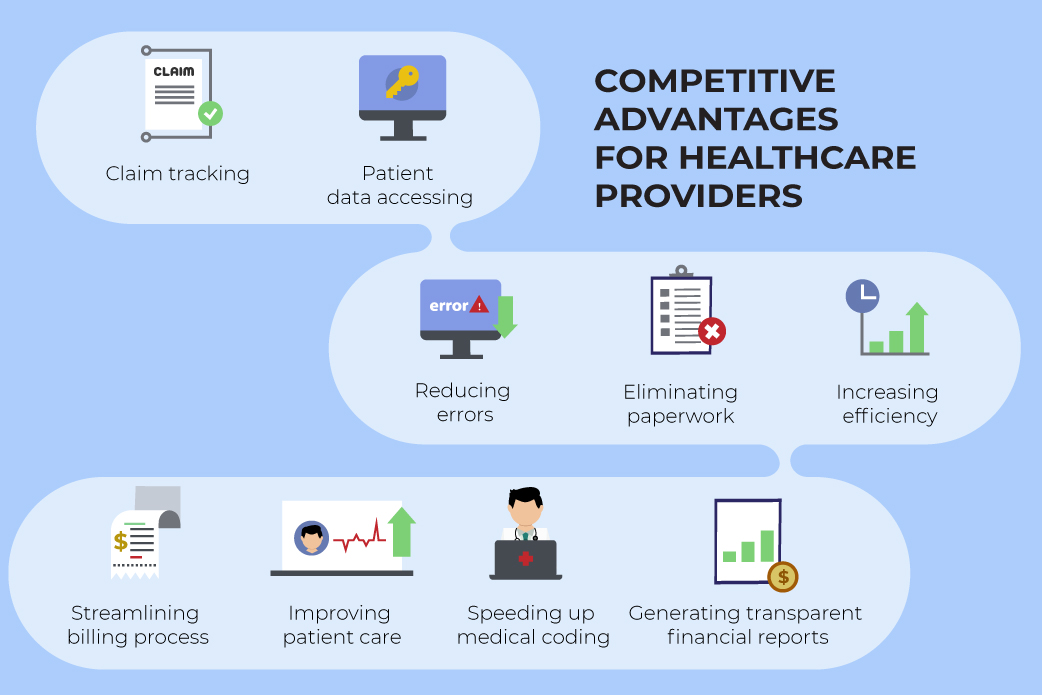 COMPETITIVE
ADVANTAGES
FOR HEALTHCARE
PROVIDERS
CLAIM
Claim tracking
Patient
data accessing
error
!
Reducing
errors
Eliminating
paperwork
Increasing
efficiency
$
Streamlining
billing process
Improving
patient care
Speeding up
medical coding
$
Generating transparent
financial reports